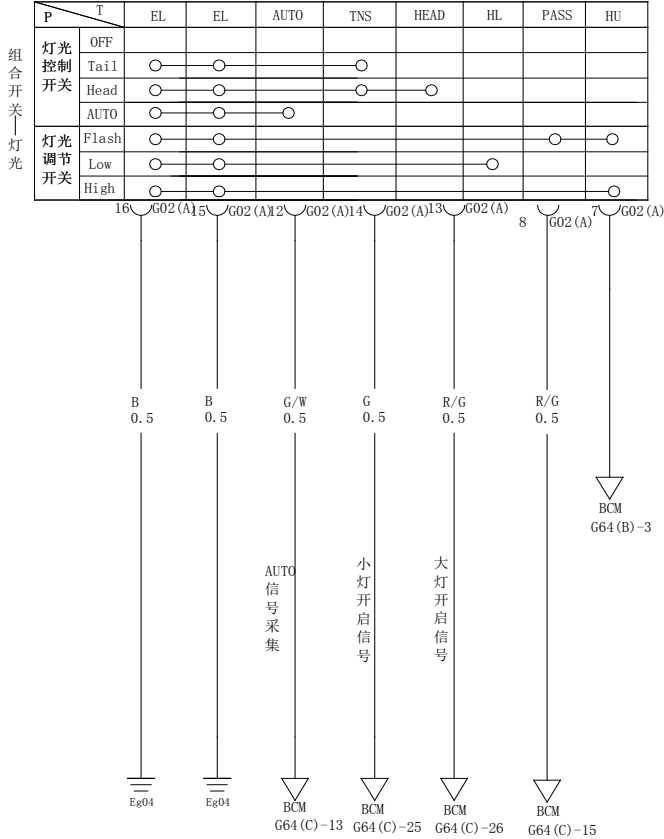 P T EL EL AUTO TNS HEAD HL PASS HU
组合开关—灯光
灯光控制开关
OFF
Tail
Head
AUTO
灯光调节开关
Flash
Low
High
16 G02(A) 15 G02(A) 12 G02(A) 14 G02(A) 13 G02(A) 8 G02(A) 7 G02(A)
B B G/W G R/G R/G
0.5 0.5 0.5 0.5 0.5 0.5
BCM
G64(B)-3
AUTO信号采集
小灯开启信号
大灯开启信号
Eg04 Eg04 BCM BCM BCM BCM
G64(C)-13 G64(C)-25 G64(C)-26 G64(C)-15